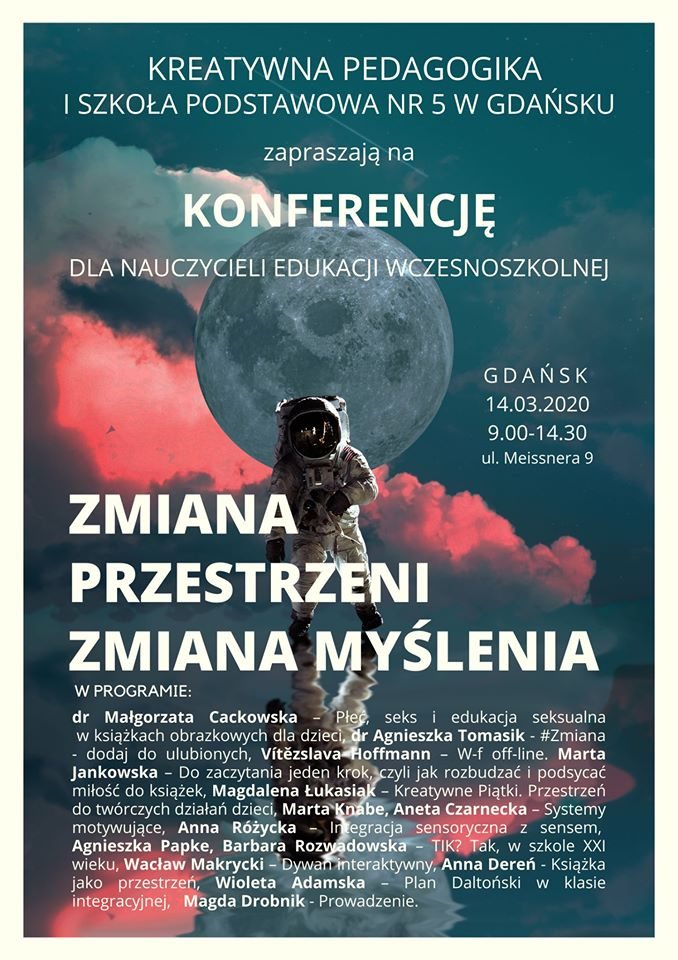 KREATYWNA PEDAGOGIKA
I SZKOŁA PODSTAWOWA NR 5 W GDAŃSKU
zapraszają na
KONFERENCJĘ
DLA NAUCZYCIELI EDUKACJI WCZESNOSZKOLNEJ
GDAŃSK
14.03.2020
9.00-14.30
ul. Meissnera 9
ZMIANA
PRZESTRZENI
ZMIANA MYŚLENIA
W PROGRAMIE:
dr Małgorzata Cackowska – Płeć, seks i edukacja seksualna
w książkach obrazkowych dla dzieci, dr Agnieszka Tomasik - #Zmiana
- dodaj do ulubionych, Vítězslava Hoffmann – W-f off-line. Marta
Jankowska – Do zaczytania jeden krok, czyli jak rozbudzać i podsycać
miłość do książek, Magdalena Łukasiak – Kreatywne Piątki. Przestrzeń
do twórczych działań dzieci, Marta Knabe, Aneta Czarnecka – Systemy
motywujące, Anna Różycka – Integracja sensoryczna z sensem,
Agnieszka Papke, Barbara Rozwadowska – TIK? Tak, w szkole XXI
wieku, Wacław Makrycki – Dywan interaktywny, Anna Dereń - Książka
jako przestrzeń, Wioleta Adamska – Plan Daltoński w klasie
integracyjnej, Magda Drobnik - Prowadzenie.